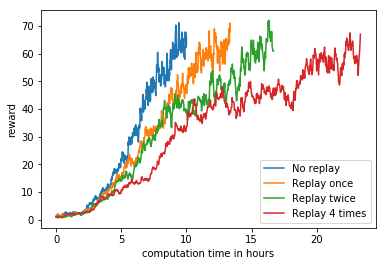 80
70
60
50
40
30
20
10
0
reward
0
5
10
15
20
computation time in hours
No replay
Replay once
Replay twice
Replay 4 times